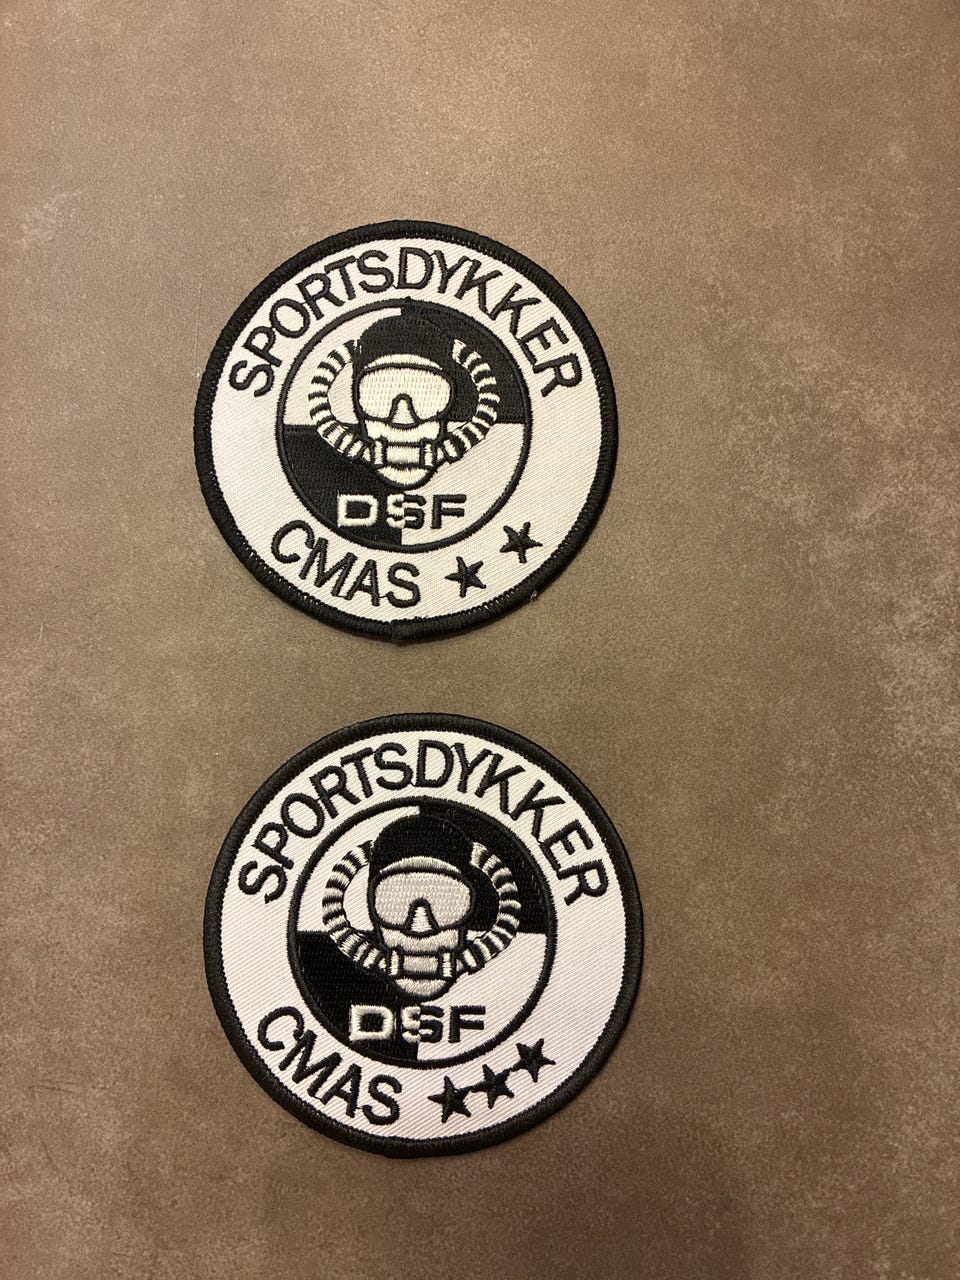 SPORTSDYKKER
DSF
CMAS ★ ★
SPORTSDYKKER
DSF
CMAS ★★★